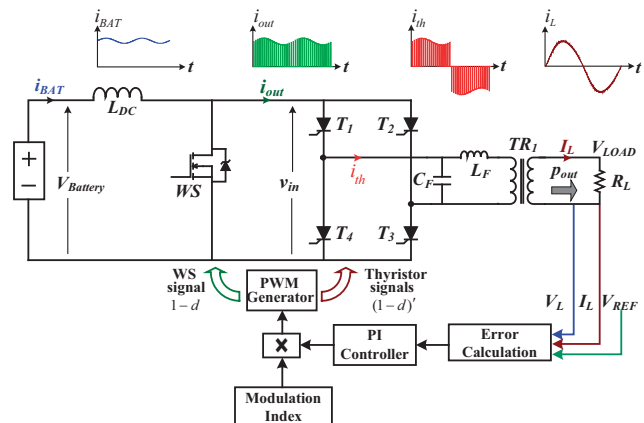 i_BAT
i_out
i_th
i_L
t
t
t
t
i_BAT
L_DC
i_out
T_1
T_2
TR_1
I_L
V_LOAD
V_Battery
WS
v_in
i_th
C_F
L_F
p_out
R_L
T_4
T_3
WS
signal
1-d
PWM
Generator
Thyristor
signals
(1-d)'
V_L
I_L
V_REF
×
PI
Controller
Error
Calculation
Modulation
Index